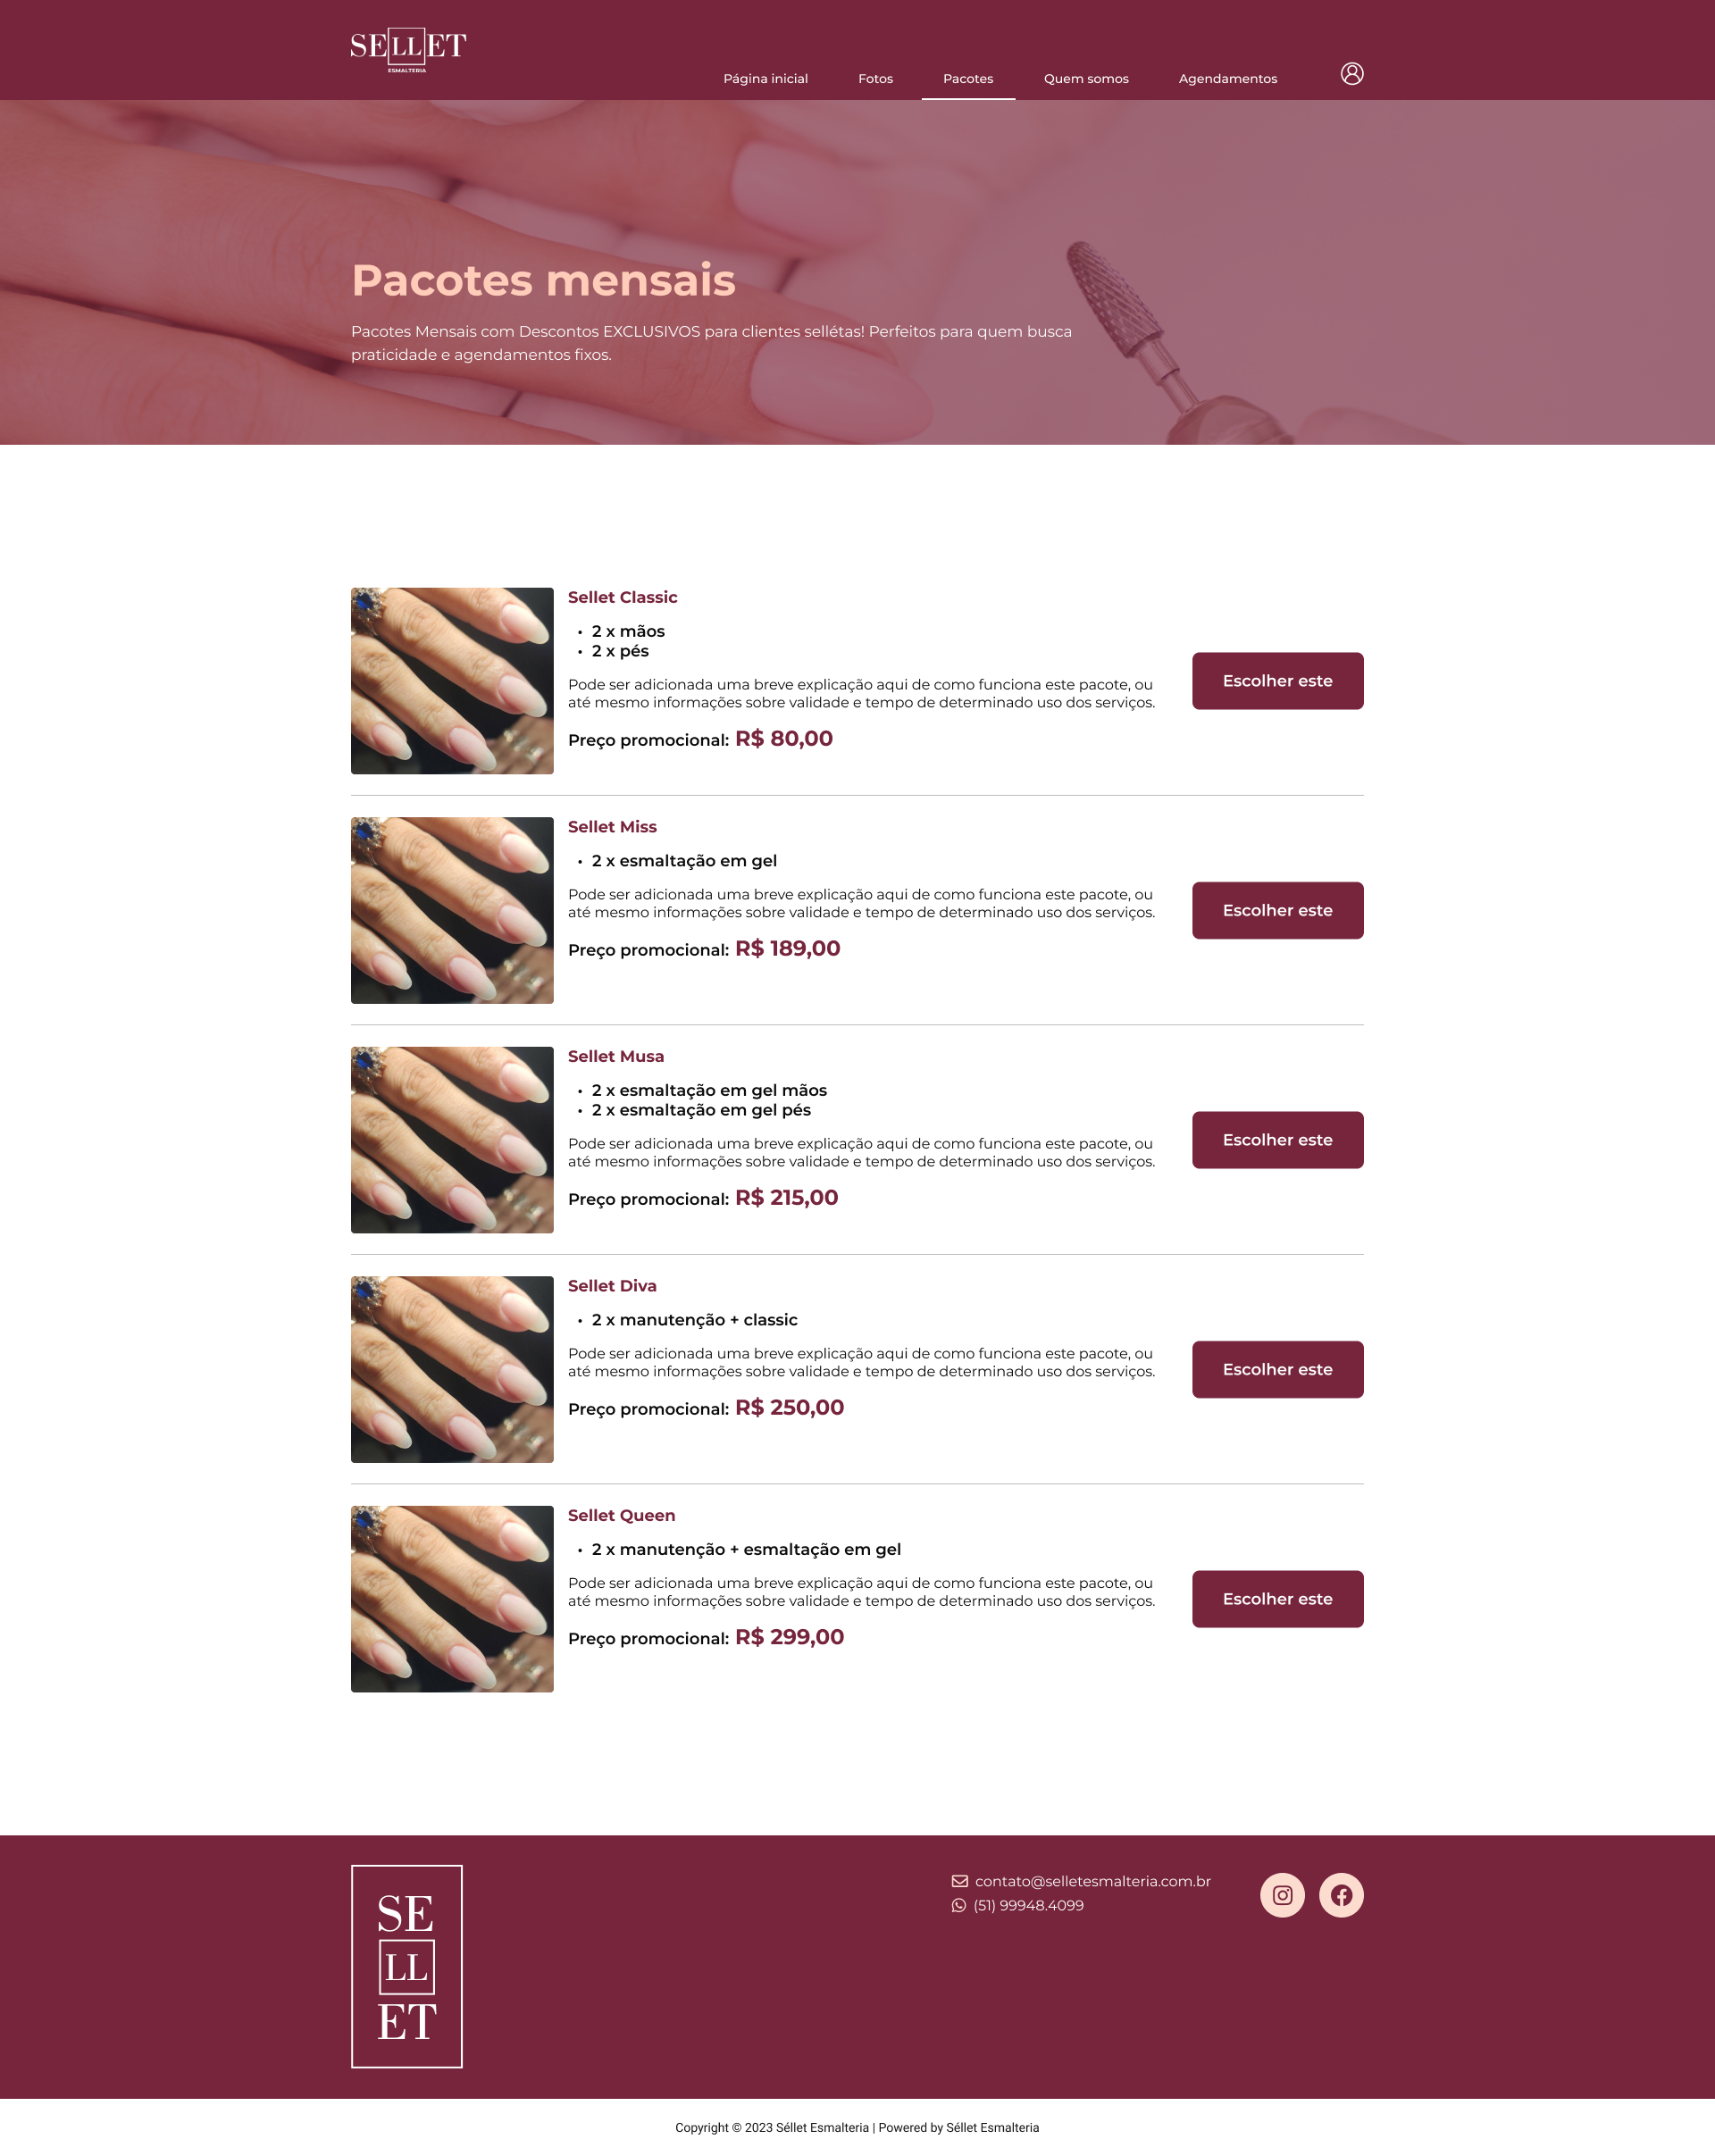 SELLET
ESMALTERIA
Página inicial
Fotos
Pacotes
Quem somos
Agendamentos
Pacotes mensais
Pacotes Mensais com Descontos EXCLUSIVOS para clientes sellétas! Perfeitos para quem busca
praticidade e agendamentos fixos.
Sellet Classic
• 2 x mãos
• 2 x pés
Pode ser adicionada uma breve explicação aqui de como funciona este pacote, ou
até mesmo informações sobre validade e tempo de determinado uso dos serviços.
Preço promocional: R$ 80,00
Escolher este
Sellet Miss
• 2 x esmaltação em gel
Pode ser adicionada uma breve explicação aqui de como funciona este pacote, ou
até mesmo informações sobre validade e tempo de determinado uso dos serviços.
Preço promocional: R$ 189,00
Escolher este
Sellet Musa
• 2 x esmaltação em gel mãos
• 2 x esmaltação em gel pés
Pode ser adicionada uma breve explicação aqui de como funciona este pacote, ou
até mesmo informações sobre validade e tempo de determinado uso dos serviços.
Preço promocional: R$ 215,00
Escolher este
Sellet Diva
• 2 x manutenção + classic
Pode ser adicionada uma breve explicação aqui de como funciona este pacote, ou
até mesmo informações sobre validade e tempo de determinado uso dos serviços.
Preço promocional: R$ 250,00
Escolher este
Sellet Queen
• 2 x manutenção + esmaltação em gel
Pode ser adicionada uma breve explicação aqui de como funciona este pacote, ou
até mesmo informações sobre validade e tempo de determinado uso dos serviços.
Preço promocional: R$ 299,00
Escolher este
SE
LL
ET
contato@selletesmalteria.com.br
(51) 99948.4099
Copyright © 2023 Séllet Esmalteria | Powered by Séllet Esmalteria